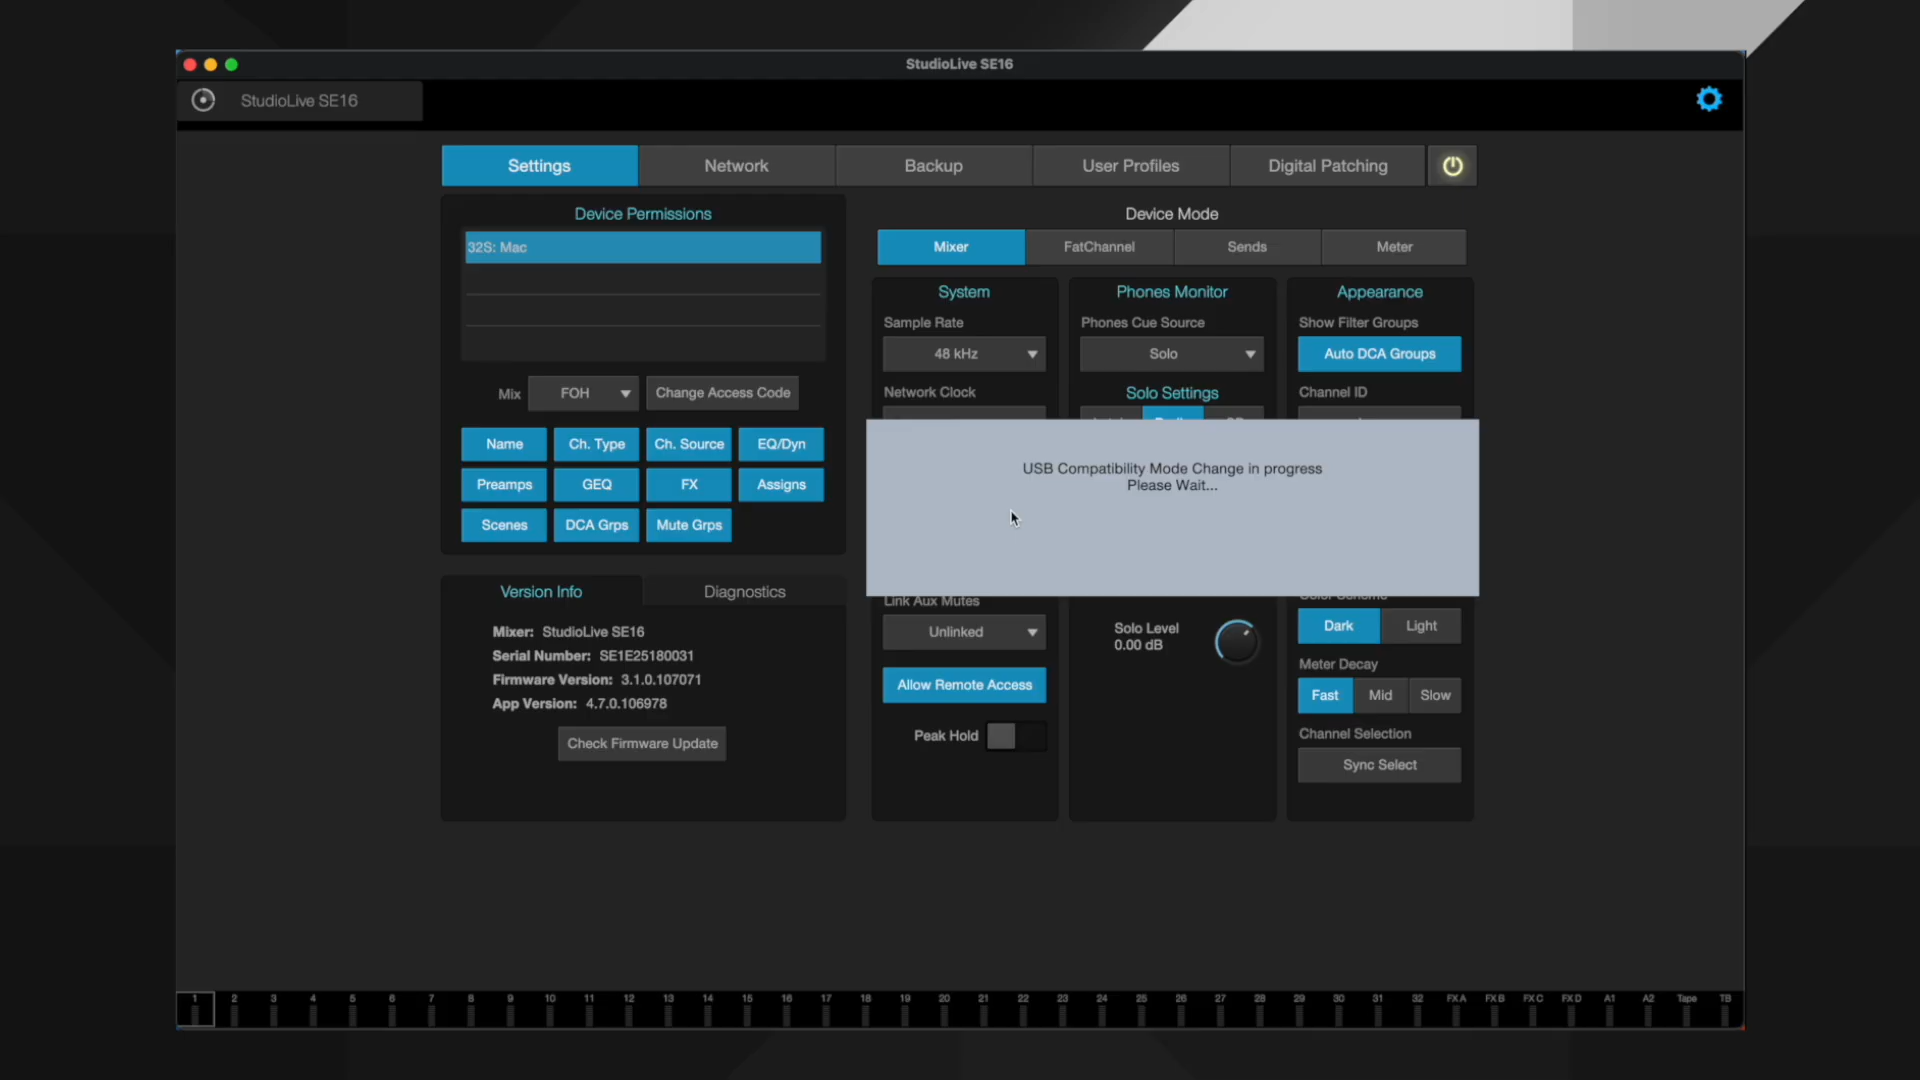 StudioLive SE16
StudioLive SE16
Settings
Network
Backup
User Profiles
Digital Patching
Device Permissions
32S: Mac
Mix
FOH
Change Access Code
Name
Ch. Type
Ch. Source
EQ/Dyn
Preamps
GEQ
FX
Assigns
Scenes
DCA Grps
Mute Grps
Version Info
Diagnostics
Mixer: StudioLive SE16
Serial Number: SE1E25180031
Firmware Version: 3.1.0.107071
App Version: 4.7.0.106978
Check Firmware Update
Device Mode
Mixer
FatChannel
Sends
Meter
System
Sample Rate
48 kHz
Network Clock
Phones Monitor
Phones Cue Source
Solo
Solo Settings
Appearance
Show Filter Groups
Auto DCA Groups
Channel ID
USB Compatibility Mode Change in progress
Please Wait...
Link Aux Mutes
Unlinked
Allow Remote Access
Peak Hold
Solo Level
0.00 dB
Color Scheme
Dark
Light
Meter Decay
Fast
Mid
Slow
Channel Selection
Sync Select
1 2 3 4 5 6 7 8 9 10 11 12 13 14 15 16 17 18 19 20 21 22 23 24 25 26 27 28 29 30 31 32 FX A FX B FX C FX D A1 A2 Tape TB